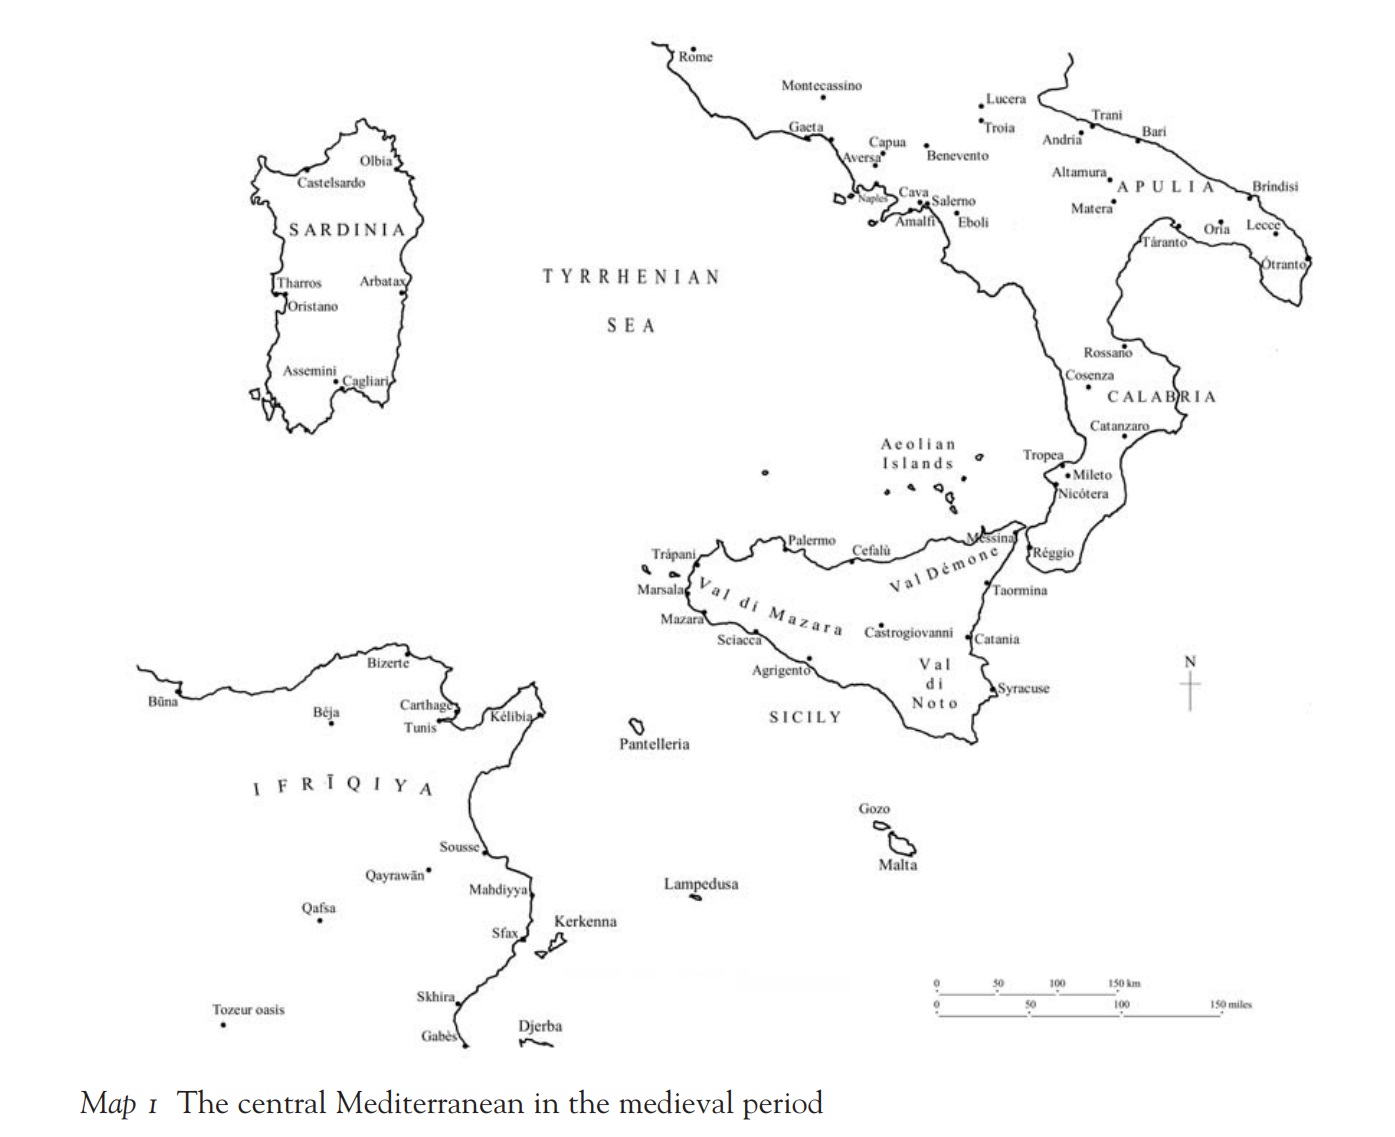 Rome
Montecassino
Gaeta
Capua
Aversa
Benevento
Lucera
Troia
Trani
Andria
Bari
Altamura
APULIA
Matera
Brindisi
Naples
Cava
Salerno
Amalfi
Eboli
Táranto
Oria
Lecce
Ótranto
Olbia
Castelsardo
SARDINIA
Tharros
Arbatax
Oristano
Assemini
Cagliari
TYRRHENIAN
SEA
Rossano
Cosenza
CALABRIA
Catanzaro
Tropea
Mileto
Nicótera
Aeolian
Islands
Messina
Réggio
Palermo
Cefalù
Trápani
Val Démone
Marsala
Val di Mazara
Taormina
Mazara
Sciacca
Castrogiovanni
Catania
Agrigento
Val
di
Noto
Syracuse
SICILY
N
Bizerte
Būna
Béja
Carthage
Tunis
Kélibia
Pantelleria
IFRĪQIYA
Gozo
Malta
Sousse
Qayrawān
Mahdiyya
Lampedusa
Qafsa
Sfax
Kerkenna
Skhira
Tozeur oasis
Gabès
Djerba
0 50 100 150 km
0 50 100 150 miles
Map 1 The central Mediterranean in the medieval period